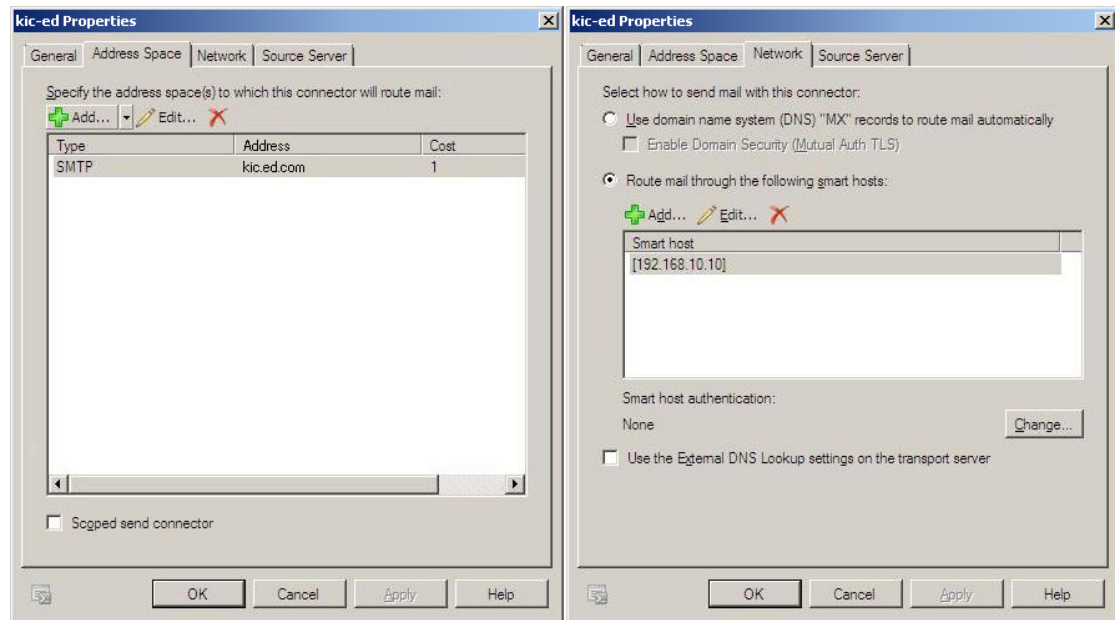 kic-ed Properties
General Address Space Network Source Server
Specify the address space(s) to which this connector will route mail:
Add... Edit...
Type Address Cost
SMTP kic.ed.com 1
Scoped send connector
OK Cancel Apply Help
kic-ed Properties
General Address Space Network Source Server
Select how to send mail with this connector:
Use domain name system (DNS) "MX" records to route mail automatically
Enable Domain Security (Mutual Auth TLS)
Route mail through the following smart hosts:
Add... Edit...
Smart host
[192.168.10.10]
Smart host authentication:
None Change...
Use the External DNS Lookup settings on the transport server
OK Cancel Apply Help